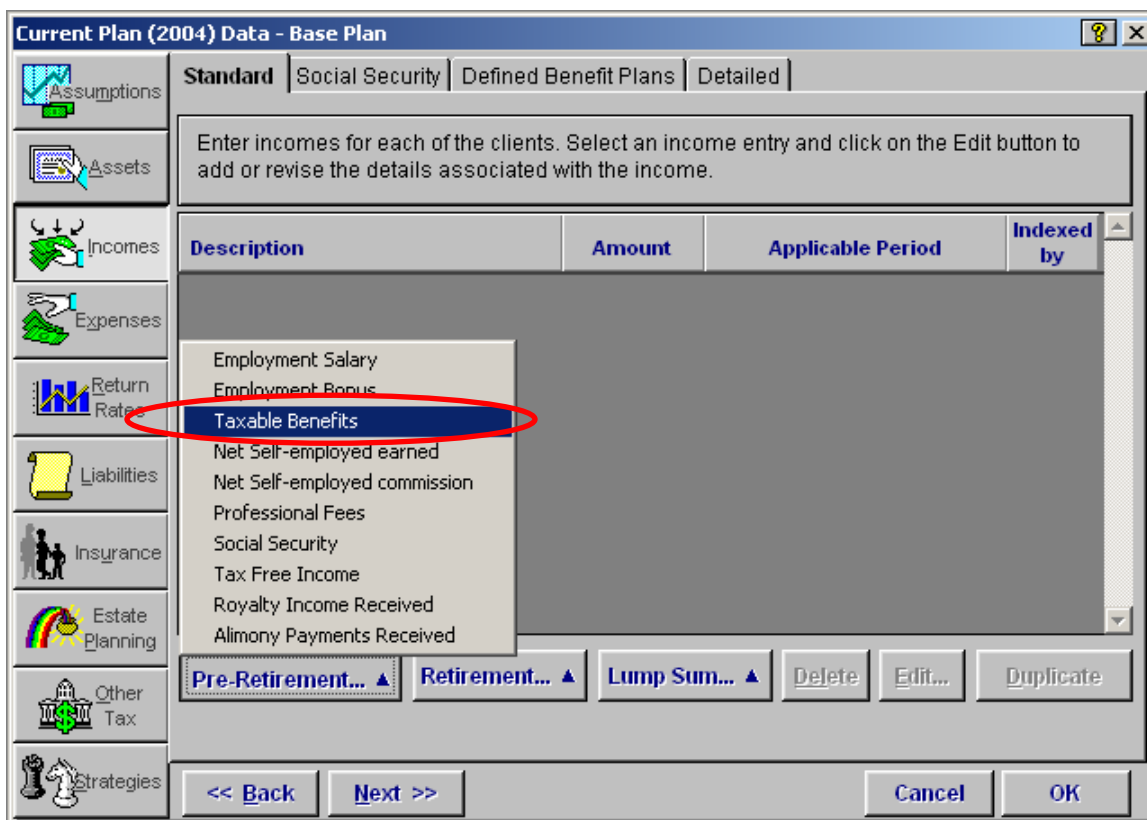 Current Plan (2004) Data - Base Plan
Assumptions
Assets
Incomes
Expenses
Return
Rates
Liabilities
Insurance
Estate
Planning
Other
Tax
Strategies
Standard Social Security Defined Benefit Plans Detailed
Enter incomes for each of the clients. Select an income entry and click on the Edit button to
add or revise the details associated with the income.
Description Amount Applicable Period Indexed
by
Employment Salary
Employment Bonus
Taxable Benefits
Net Self-employed earned
Net Self-employed commission
Professional Fees
Social Security
Tax Free Income
Royalty Income Received
Alimony Payments Received
Pre-Retirement... ▲ Retirement... ▲ Lump Sum... ▲ Delete Edit... Duplicate
<< Back Next >> Cancel OK